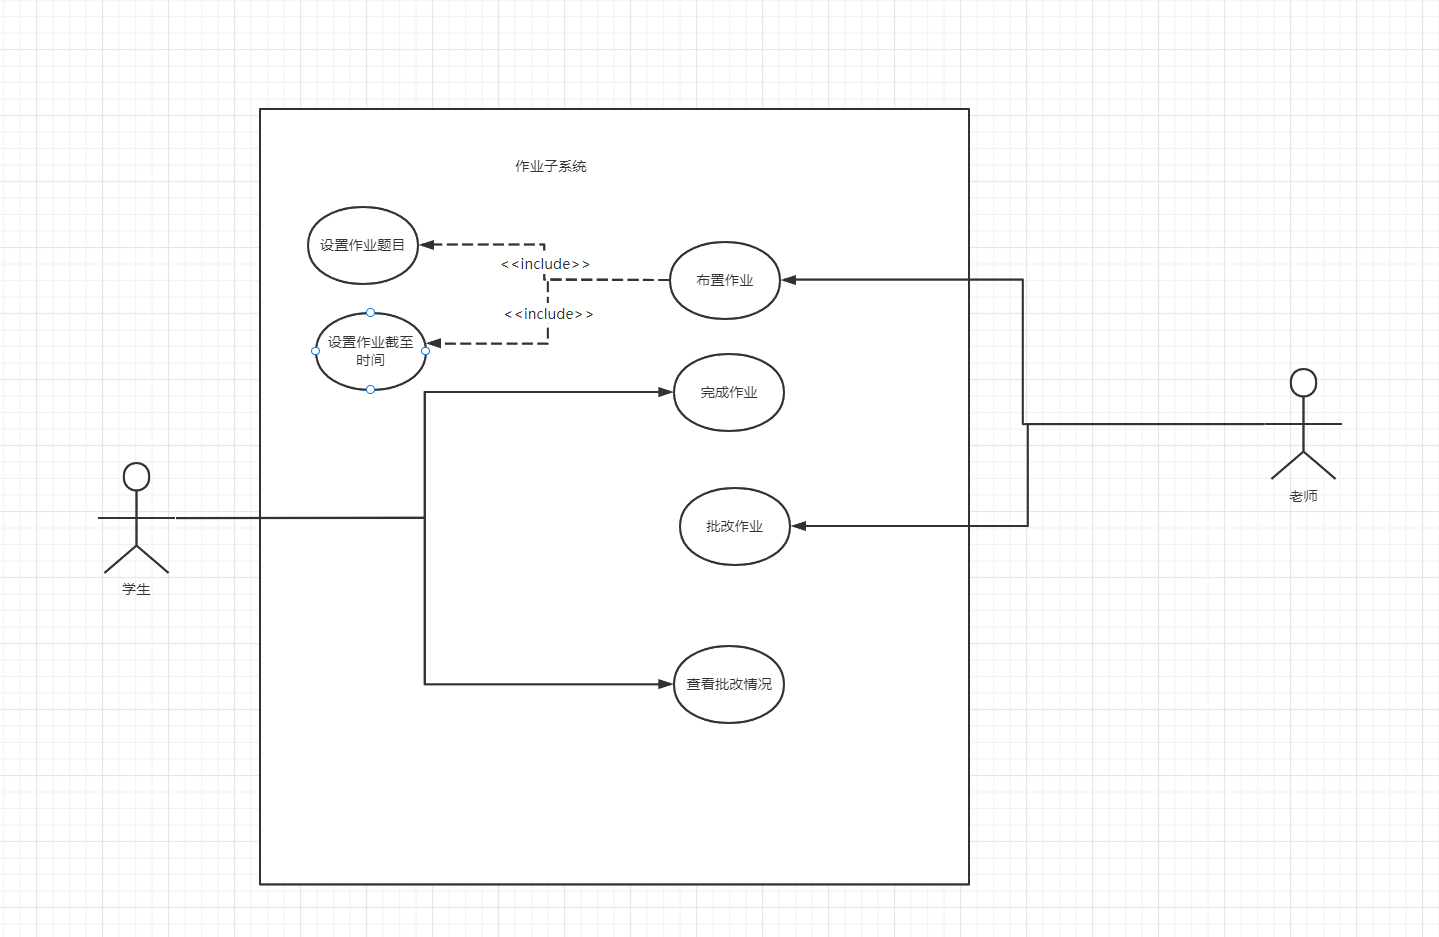 作业子系统
设置作业题目
<<include>>
布置作业
<<include>>
设置作业截至
时间
完成作业
批改作业
老师
学生
查看批改情况